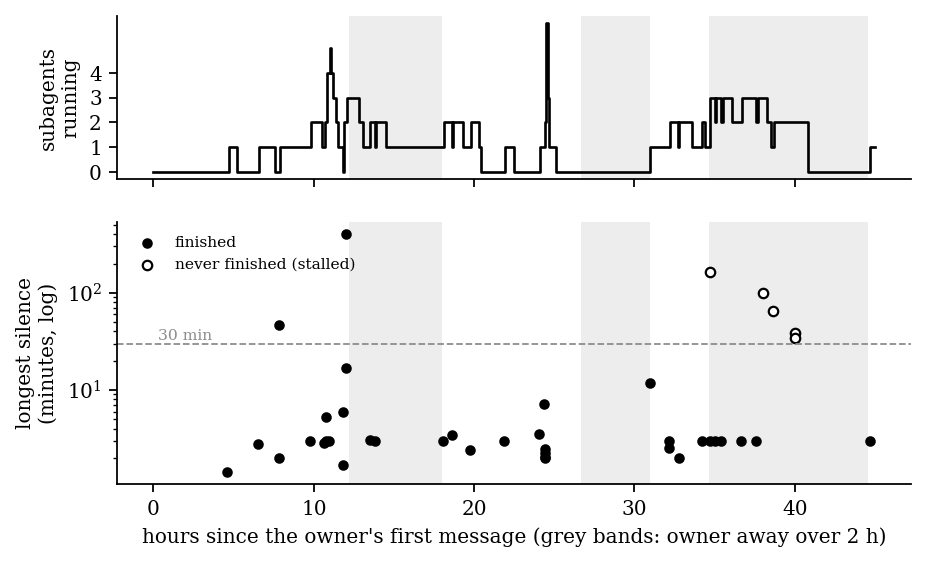 subagents
running
4
3
2
1
0
longest silence
(minutes, log)
10²
10¹
finished
never finished (stalled)
30 min
0 10 20 30 40
hours since the owner's first message (grey bands: owner away over 2 h)